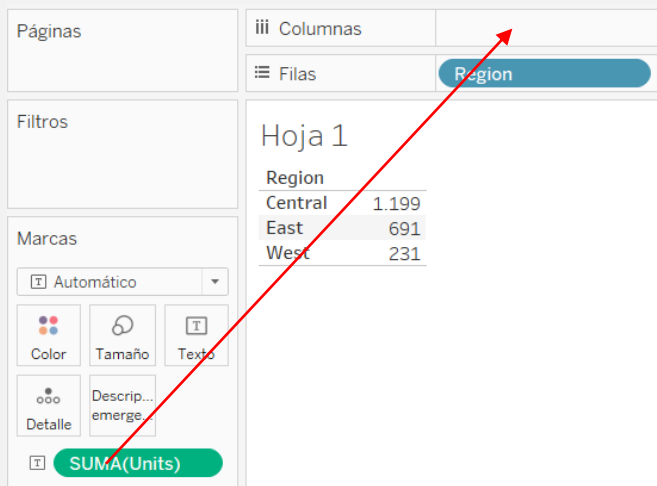 Páginas
Columnas
Filas
Region
Filtros
Hoja 1
Region
Central 1.199
East 691
West 231
Marcas
T Automático
Color
Tamaño
T
Texto
Detalle
Descrip...
emerge...
T SUMA(Units)